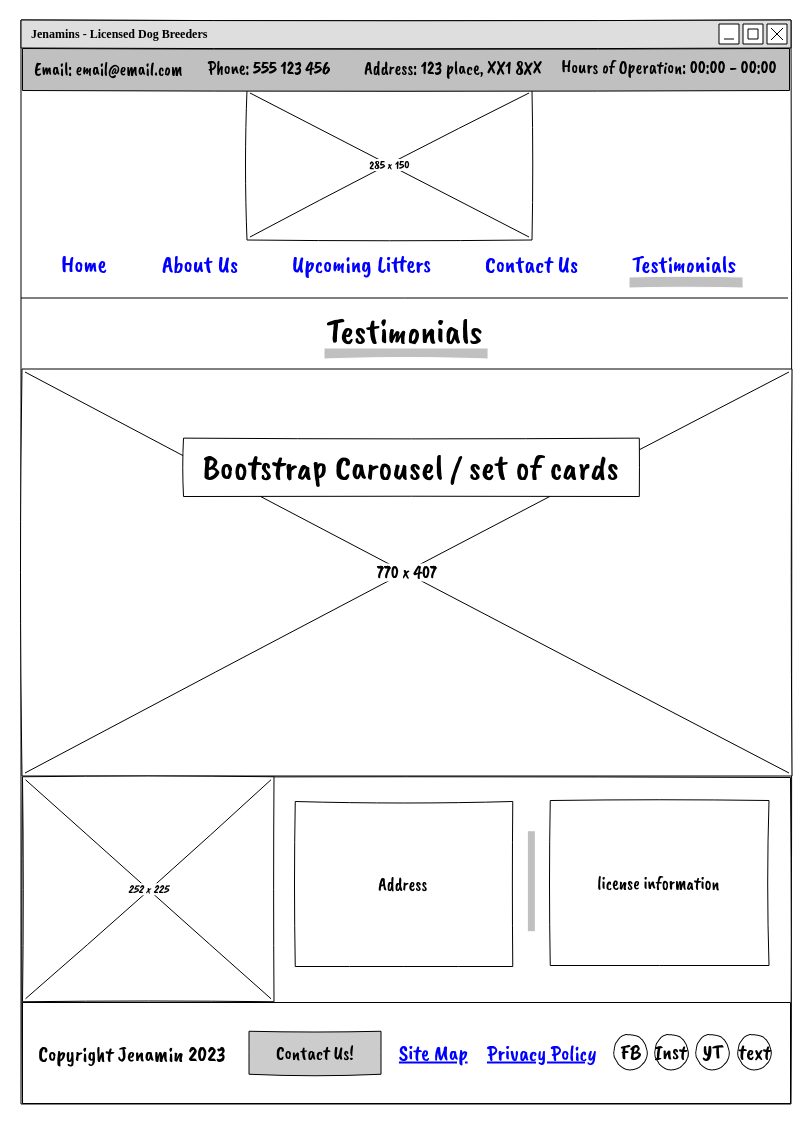 Jenamins - Licensed Dog Breeders
Email: email@email.com Phone: 555 123 456 Address: 123 place, XX1 8XX Hours of Operation: 00:00 - 00:00
285 x 150
Home About Us Upcoming Litters Contact Us Testimonials
Testimonials
Bootstrap Carousel / set of cards
770 x 407
252 x 225
Address
license information
Copyright Jenamin 2023 Contact Us! Site Map Privacy Policy FB Inst YT text